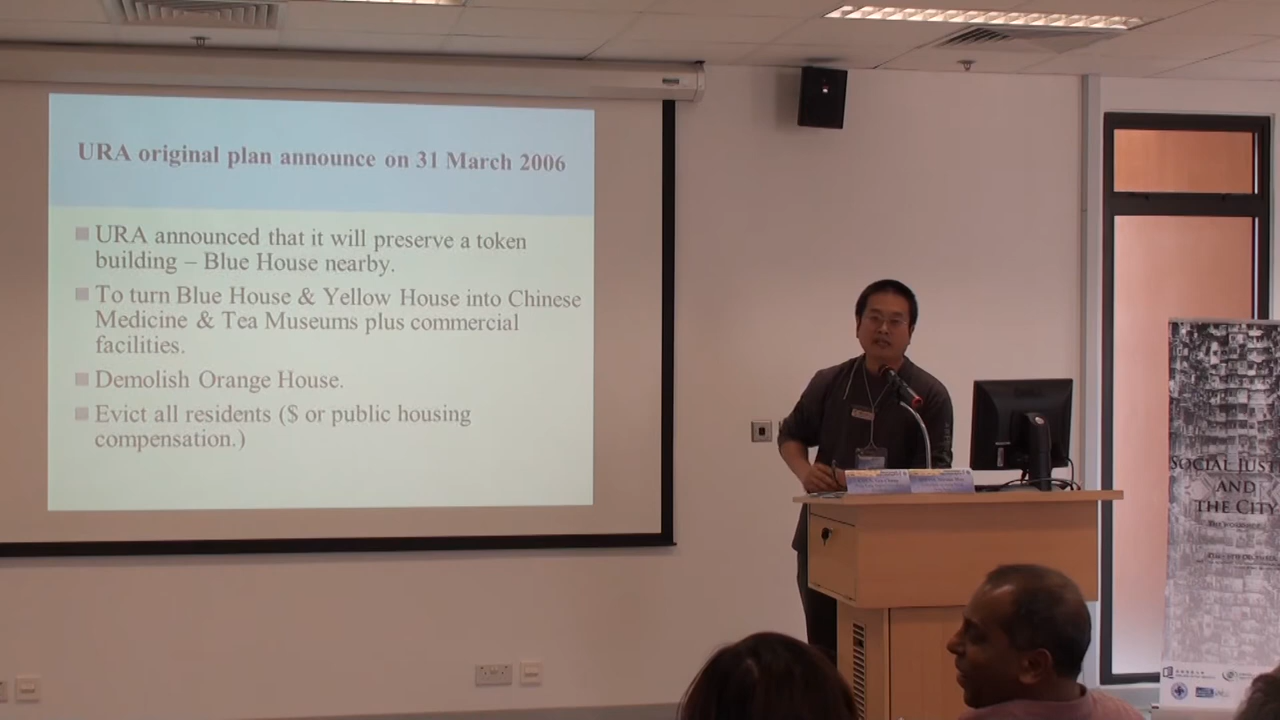 URA original plan announce on 31 March 2006
URA announced that it will preserve a token
building – Blue House nearby.
To turn Blue House & Yellow House into Chinese
Medicine & Tea Museums plus commercial
facilities.
Demolish Orange House.
Evict all residents ($ or public housing
compensation.)
SOCIAL JUST
AND
THE CITY